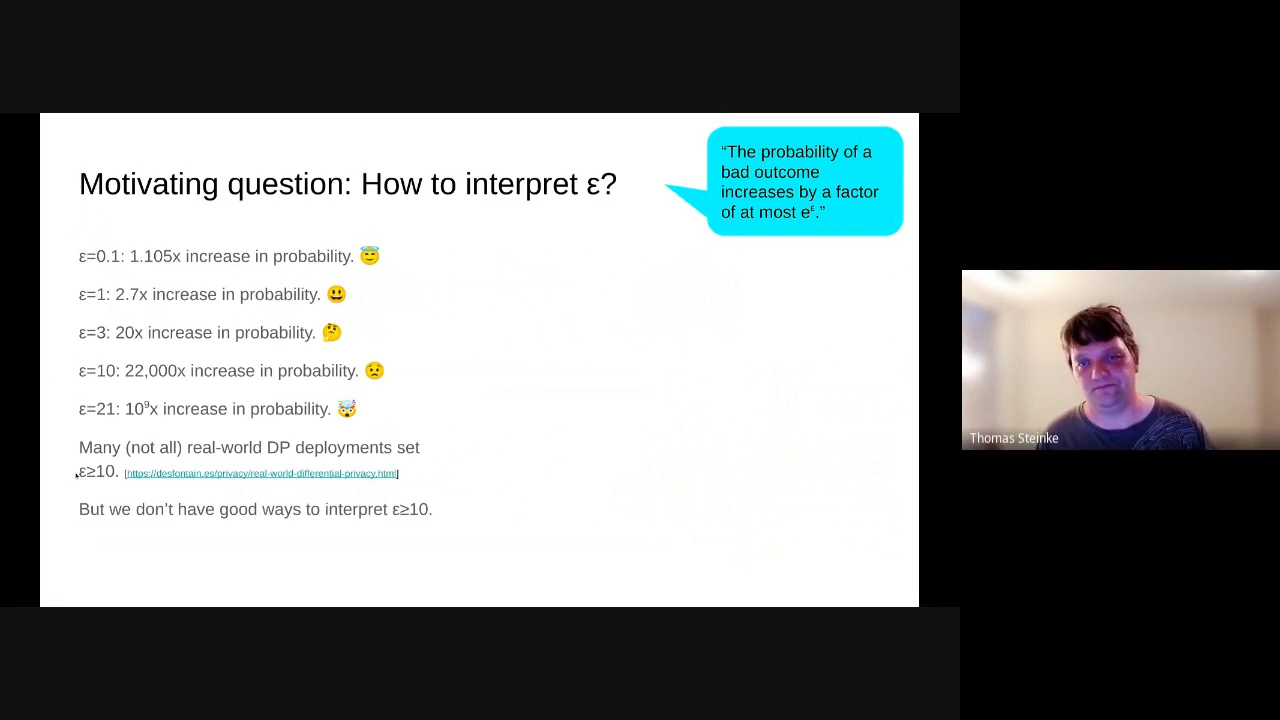 Motivating question: How to interpret ε?
“The probability of a
bad outcome
increases by a factor
of at most eᵋ.”
ε=0.1: 1.105x increase in probability. 😇
ε=1: 2.7x increase in probability. 😃
ε=3: 20x increase in probability. 🤔
ε=10: 22,000x increase in probability. 😟
ε=21: 10⁹x increase in probability. 🤯
Many (not all) real-world DP deployments set
ε≥10. [https://desfontain.es/privacy/real-world-differential-privacy.html]
But we don’t have good ways to interpret ε≥10.
Thomas Steinke